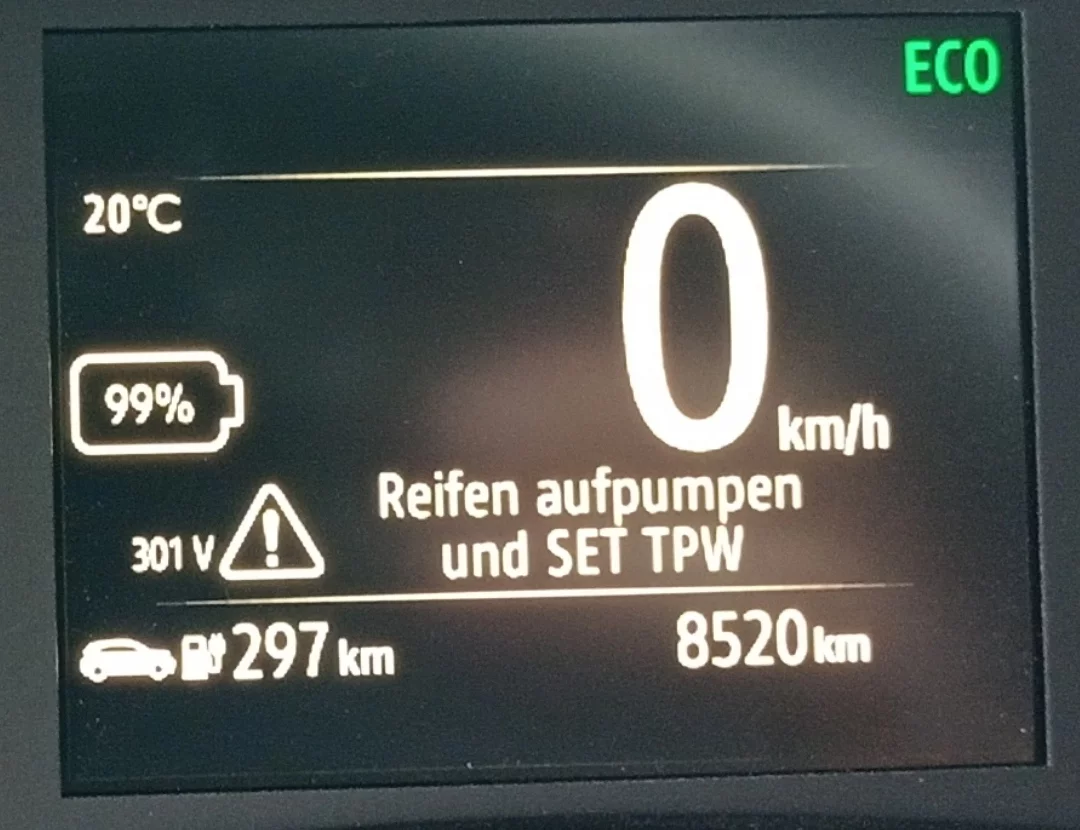 ECO
20°C
0 km/h
99%
Reifen aufpumpen
und SET TPW
301 V
297 km
8520 km